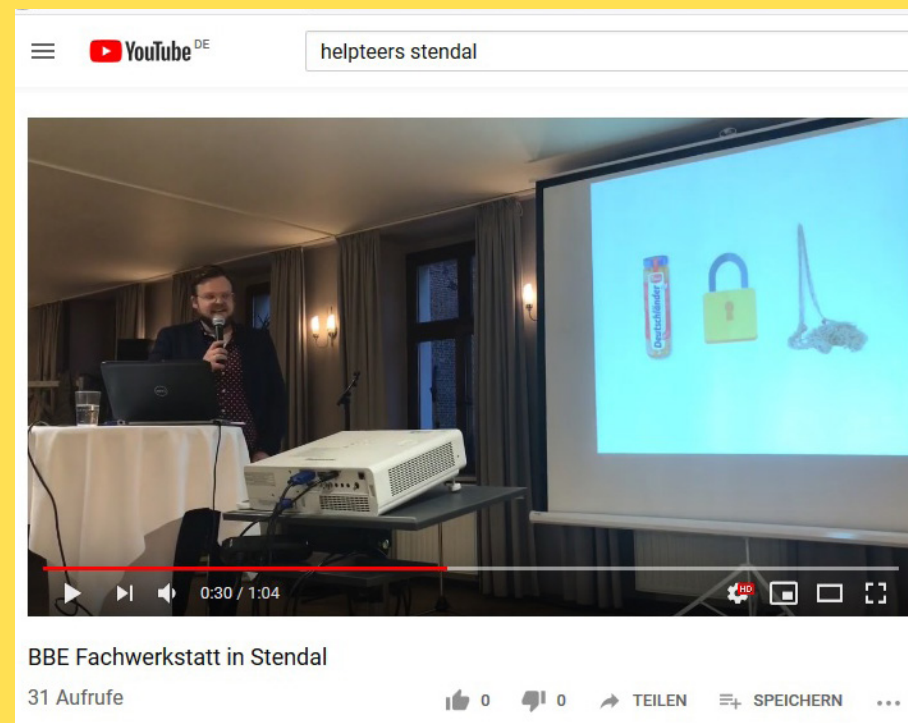 YouTube DE
helpteers stendal
Deutschländer
DELL
0:30 / 1:04
HD
BBE Fachwerkstatt in Stendal
31 Aufrufe
0 0 TEILEN SPEICHERN